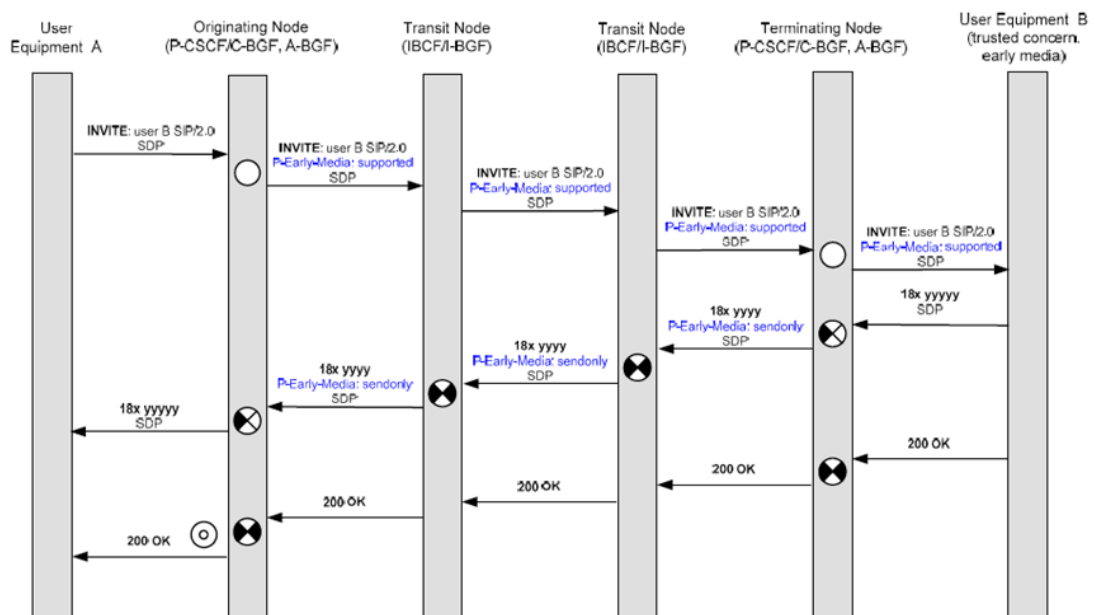 User
Equipment A
Originating Node
(P-CSCF/C-BGF, A-BGF)
Transit Node
(IBCF/I-BGF)
Transit Node
(IBCF/I-BGF)
Terminating Node
(P-CSCF/C-BGF, A-BGF)
User Equipment B
(trusted concern.
early media)
INVITE: user B SIP/2.0
SDP
INVITE: user B SIP/2.0
P-Early-Media: supported
SDP
INVITE: user B SIP/2.0
P-Early-Media: supported
SDP
INVITE: user B SIP/2.0
P-Early-Media: supported
SDP
INVITE: user B SIP/2.0
P-Early-Media: supported
SDP
18x yyyyy
SDP
18x yyyy
P-Early-Media: sendonly
SDP
18x yyyy
P-Early-Media: sendonly
SDP
18x yyyy
P-Early-Media: sendonly
SDP
18x yyyyy
SDP
200 OK
200 OK
200 OK
200 OK
200 OK